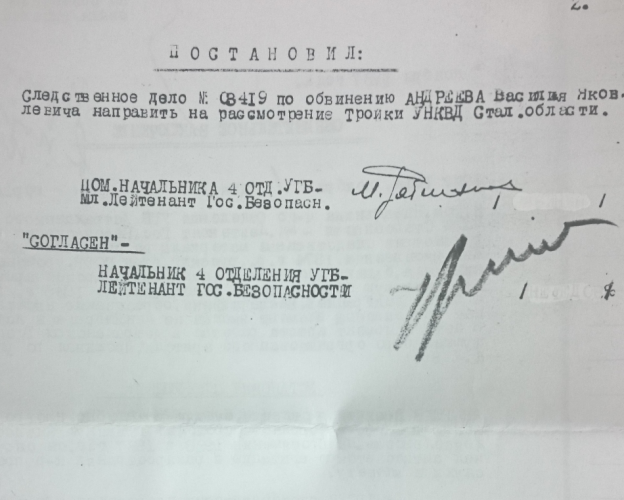 2.
ПОСТАНОВИЛ:
Следственное дело № 08419 по обвинению АНДРЕЕВА Василия Яков-
левича направить на рассмотрение Тройки УНКВД Стал.области.
ПОМ.НАЧАЛЬНИКА 4 ОТД.УГБ-
мл.Лейтенант Гос.Безопасн.
/ /
"СОГЛАСЕН"-
НАЧАЛЬНИК 4 ОТДЕЛЕНИЯ УГБ-
ЛЕЙТЕНАНТ ГОС.БЕЗОПАСНОСТИ
/ /